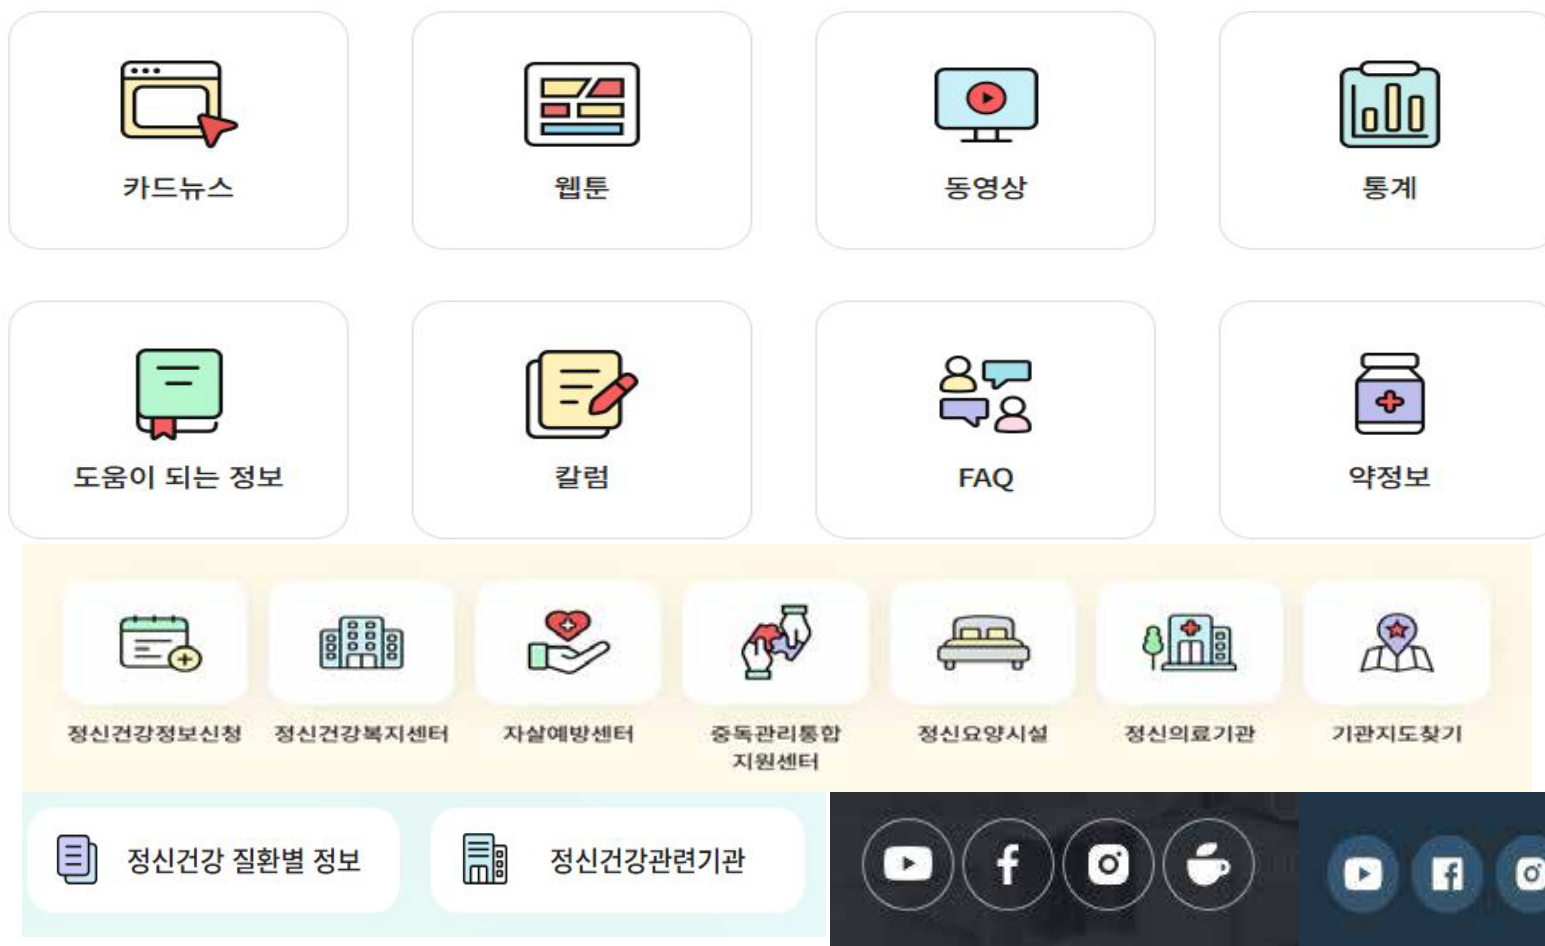 카드뉴스
웹툰
동영상
통계
도움이 되는 정보
칼럼
FAQ
약정보
정신건강정보신청
정신건강복지센터
자살예방센터
중독관리통합
지원센터
정신요양시설
정신의료기관
기관지도찾기
정신건강 질환별 정보
정신건강관련기관